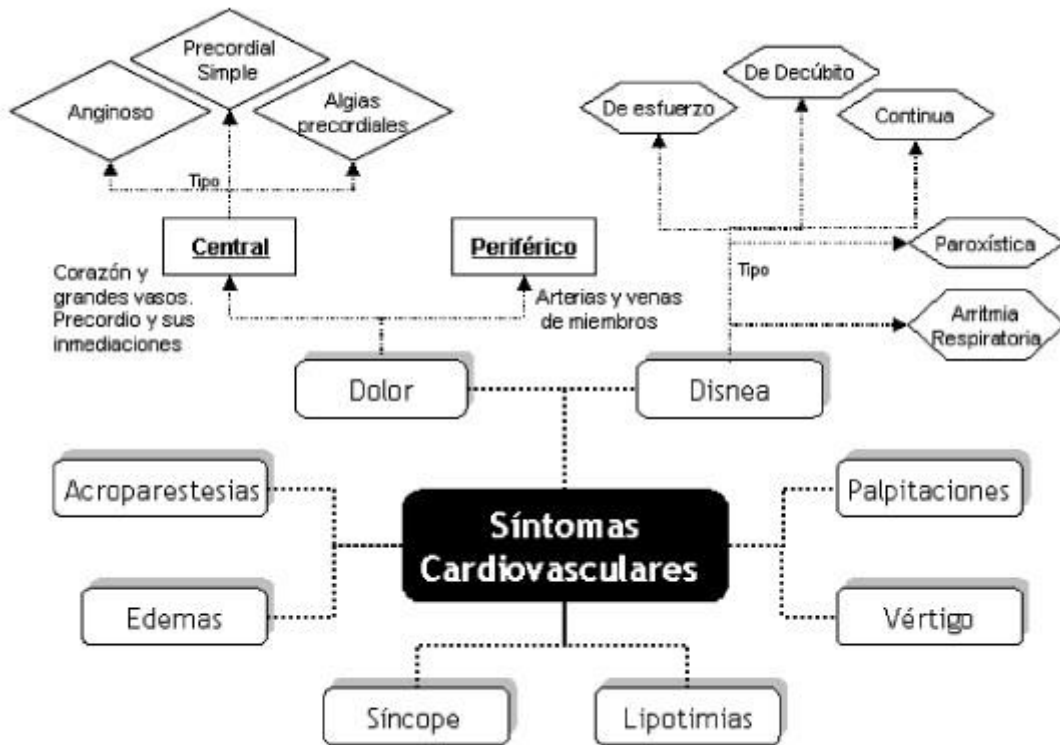 Precordial
Simple
Anginoso
Algias
precordiales
De Decúbito
De esfuerzo
Continua
Tipo
Central
Periférico
Paroxística
Tipo
Corazón y
grandes vasos.
Precordio y sus
inmediaciones
Arterias y venas
de miembros
Arritmia
Respiratoria
Dolor
Disnea
Acroparestesias
Palpitaciones
Síntomas
Cardiovasculares
Edemas
Vértigo
Síncope
Lipotimias